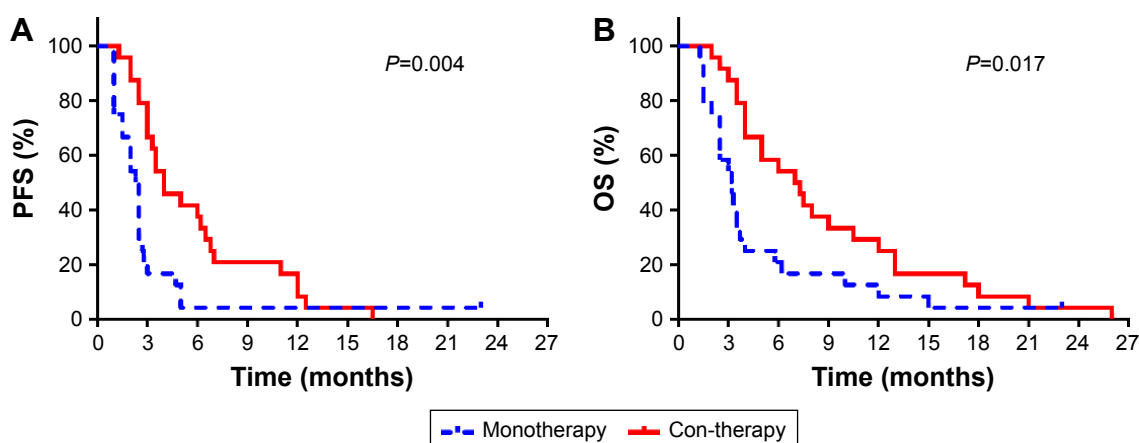 A
P=0.004
PFS (%)
100
80
60
40
20
0
0 3 6 9 12 15 18 21 24 27
Time (months)
B
P=0.017
OS (%)
100
80
60
40
20
0
0 3 6 9 12 15 18 21 24 27
Time (months)
Monotherapy Con-therapy